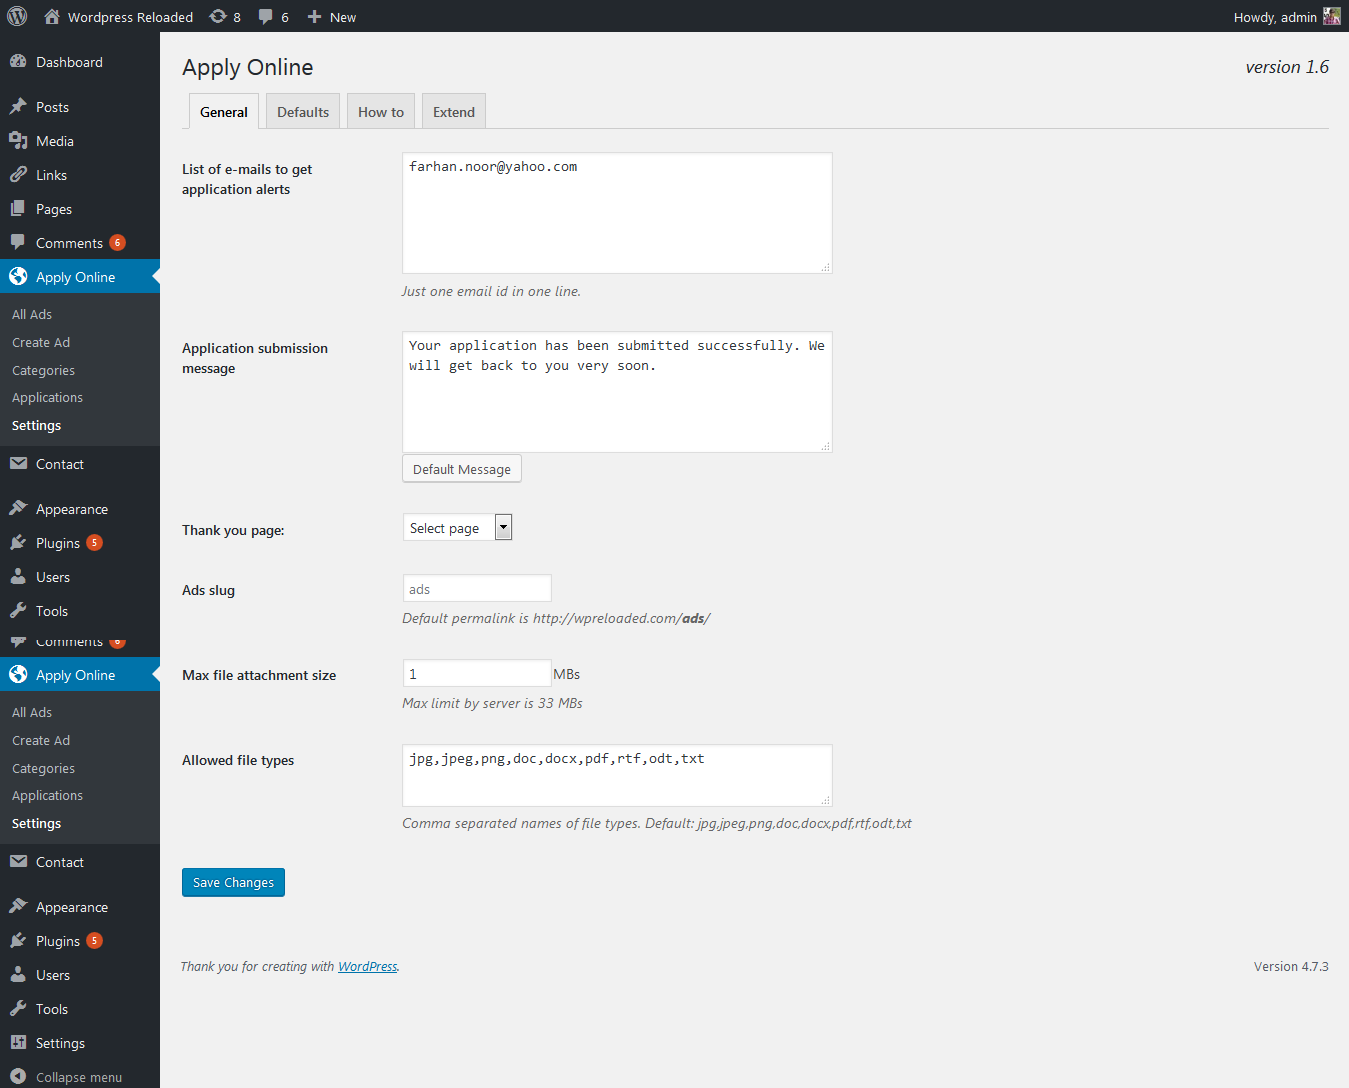 Wordpress Reloaded 8 6 New
Howdy, admin
Dashboard
Posts
Media
Links
Pages
Comments 6
Apply Online
All Ads
Create Ad
Categories
Applications
Settings
Contact
Appearance
Plugins 5
Users
Tools
Comments 6
Apply Online
All Ads
Create Ad
Categories
Applications
Settings
Contact
Appearance
Plugins 5
Users
Tools
Settings
Collapse menu
Apply Online
version 1.6
General Defaults How to Extend
List of e-mails to get
application alerts
farhan.noor@yahoo.com
Just one email id in one line.
Application submission
message
Your application has been submitted successfully. We
will get back to you very soon.
Default Message
Thank you page:
Select page
Ads slug
ads
Default permalink is http://wpreloaded.com/ads/
Max file attachment size
1 MBs
Max limit by server is 33 MBs
Allowed file types
jpg,jpeg,png,doc,docx,pdf,rtf,odt,txt
Comma separated names of file types. Default: jpg,jpeg,png,doc,docx,pdf,rtf,odt,txt
Save Changes
Thank you for creating with WordPress.
Version 4.7.3